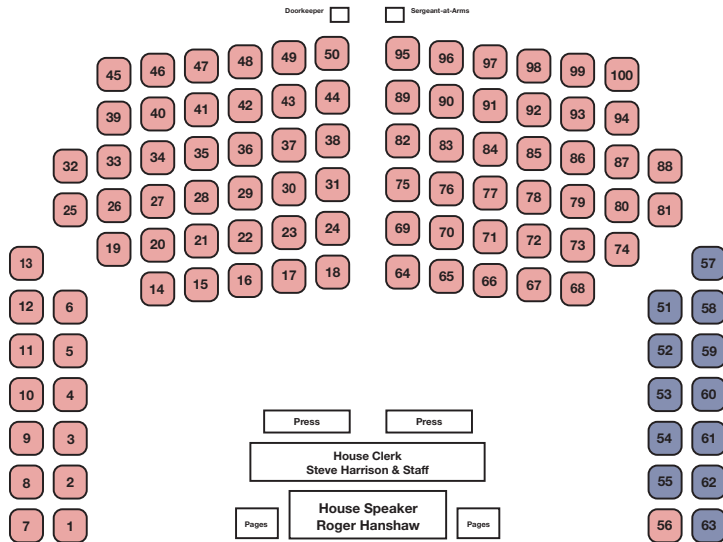 Doorkeeper Sergeant-at-Arms
45 46 47 48 49 50 95 96 97 98 99 100
39 40 41 42 43 44 89 90 91 92 93 94
32 33 34 35 36 37 38 82 83 84 85 86 87 88
25 26 27 28 29 30 31 75 76 77 78 79 80 81
19 20 21 22 23 24 69 70 71 72 73 74
13 14 15 16 17 18 64 65 66 67 68 57
12 6 51 58
11 5 52 59
10 4 53 60
9 3 54 61
8 2 55 62
7 1 56 63
Press Press
House Clerk
Steve Harrison & Staff
Pages House Speaker Pages
Roger Hanshaw